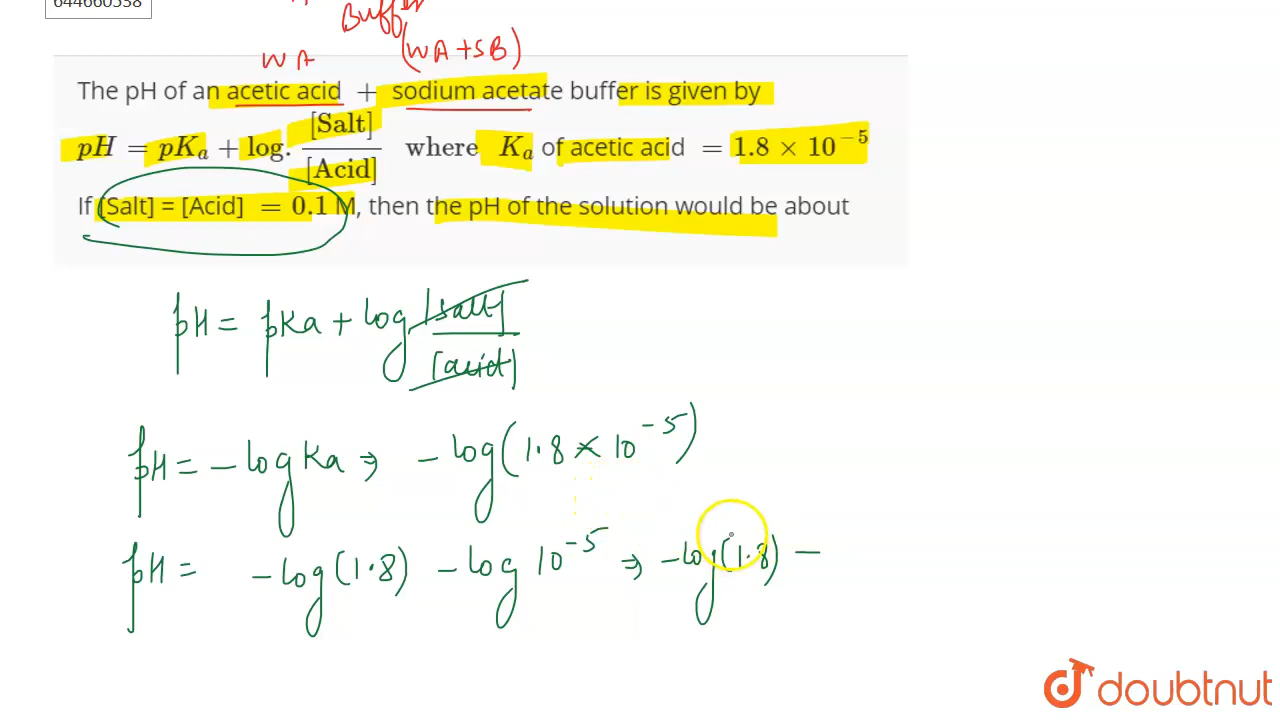 644660538
Buffer
WA (WA+SB)
The pH of an acetic acid + sodium acetate buffer is given by
pH = pKₐ + log. [Salt]/[Acid] where Kₐ of acetic acid = 1.8 × 10⁻⁵
If [Salt] = [Acid] = 0.1 M, then the pH of the solution would be about
pH = pKa + log [salt]/[acid]
pH = -log Ka ⇒ -log(1.8 × 10⁻⁵)
pH = -log(1.8) -log 10⁻⁵ ⇒ -log(1.8) -
doubtnut